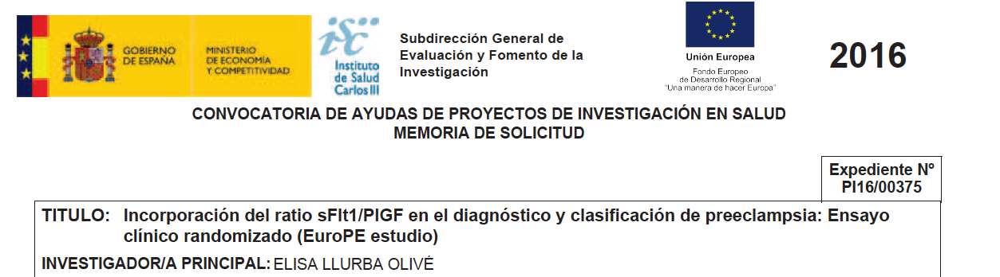 GOBIERNO
DE ESPAÑA
MINISTERIO
DE ECONOMÍA
Y COMPETITIVIDAD
isc
Instituto
de Salud
Carlos III
Subdirección General de
Evaluación y Fomento de la
Investigación
Unión Europea
Fondo Europeo
de Desarrollo Regional
"Una manera de hacer Europa"
2016
CONVOCATORIA DE AYUDAS DE PROYECTOS DE INVESTIGACIÓN EN SALUD
MEMORIA DE SOLICITUD
Expediente Nº
PI16/00375
TITULO: Incorporación del ratio sFlt1/PlGF en el diagnóstico y clasificación de preeclampsia: Ensayo
clínico randomizado (EuroPE estudio)
INVESTIGADOR/A PRINCIPAL: ELISA LLURBA OLIVÉ